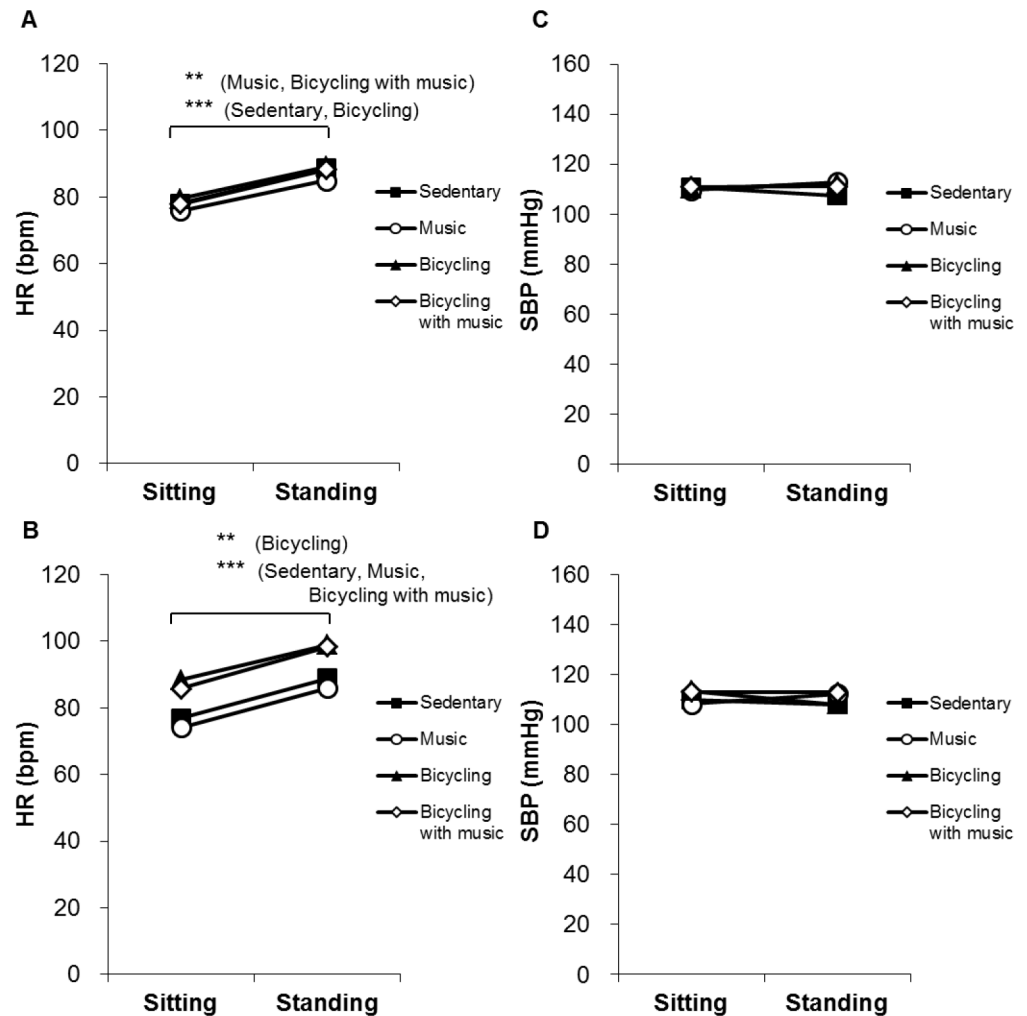 A
120
100
80
60
40
20
0
HR (bpm)
** (Music, Bicycling with music)
*** (Sedentary, Bicycling)
Sedentary
Music
Bicycling
Bicycling
with music
Sitting
Standing
C
160
140
120
100
80
60
40
20
0
SBP (mmHg)
Sedentary
Music
Bicycling
Bicycling
with music
Sitting
Standing
B
120
100
80
60
40
20
0
HR (bpm)
** (Bicycling)
*** (Sedentary, Music,
Bicycling with music)
Sedentary
Music
Bicycling
Bicycling
with music
Sitting
Standing
D
160
140
120
100
80
60
40
20
0
SBP (mmHg)
Sedentary
Music
Bicycling
Bicycling
with music
Sitting
Standing